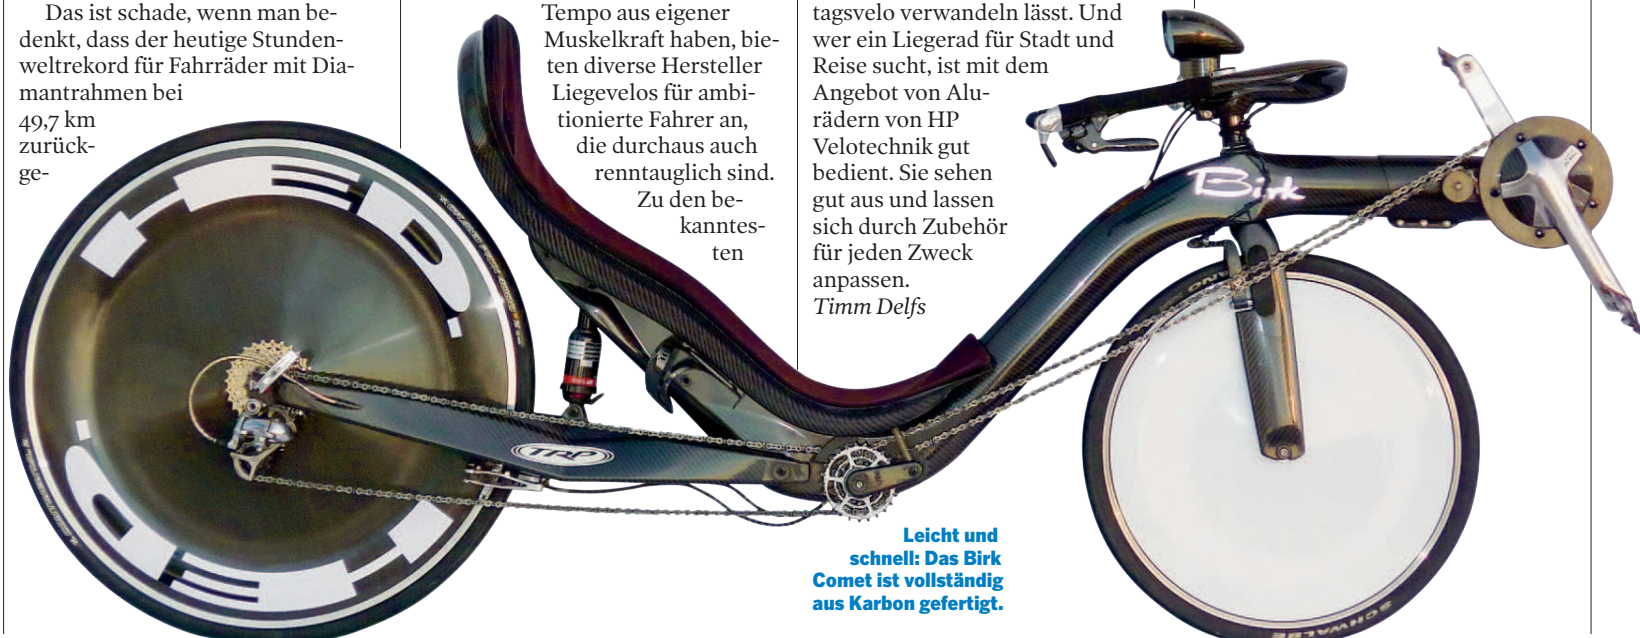 Das ist schade, wenn man be-
denkt, dass der heutige Stunden-
weltrekord für Fahrräder mit Dia-
mantrahmen bei
49,7 km
zurück-
ge-
Tempo aus eigener
Muskelkraft haben, bie-
ten diverse Hersteller
Liegevelos für ambi-
tionierte Fahrer an,
die durchaus auch
renntauglich sind.
Zu den be-
kanntes-
ten
tagsvelo verwandeln lässt. Und
wer ein Liegerad für Stadt und
Reise sucht, ist mit dem
Angebot von Alu-
rädern von HP
Velotechnik gut
bedient. Sie sehen
gut aus und lassen
sich durch Zubehör
für jeden Zweck
anpassen.
Timm Delfs
Birk
HED
HED
TRP
SCHWALBE
Leicht und
schnell: Das Birk
Comet ist vollständig
aus Karbon gefertigt.